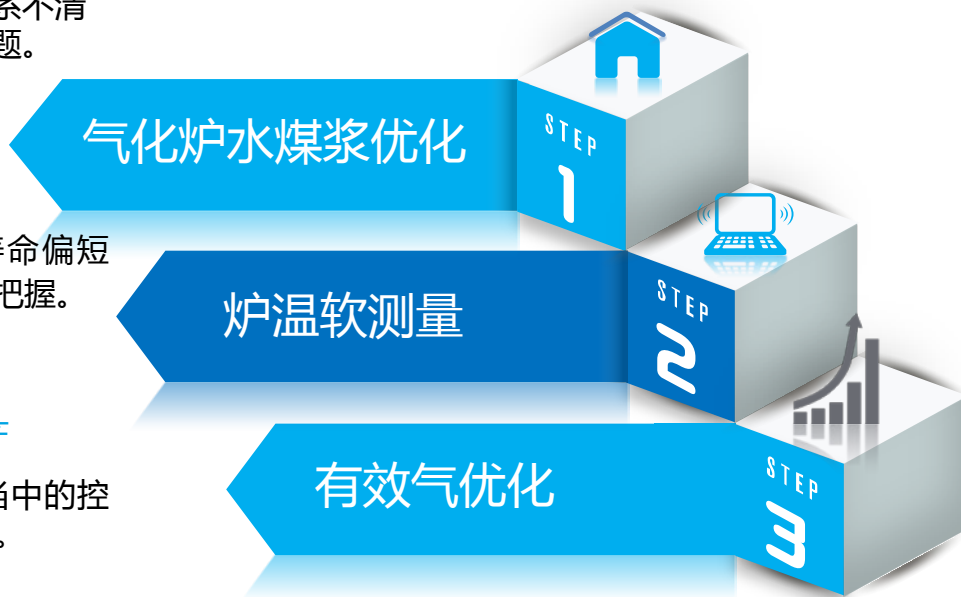 系不清
题。
气化炉水煤浆优化
STEP
1
寿命偏短
把握。
炉温软测量
STEP
2
当中的控
。
有效气优化
STEP
3